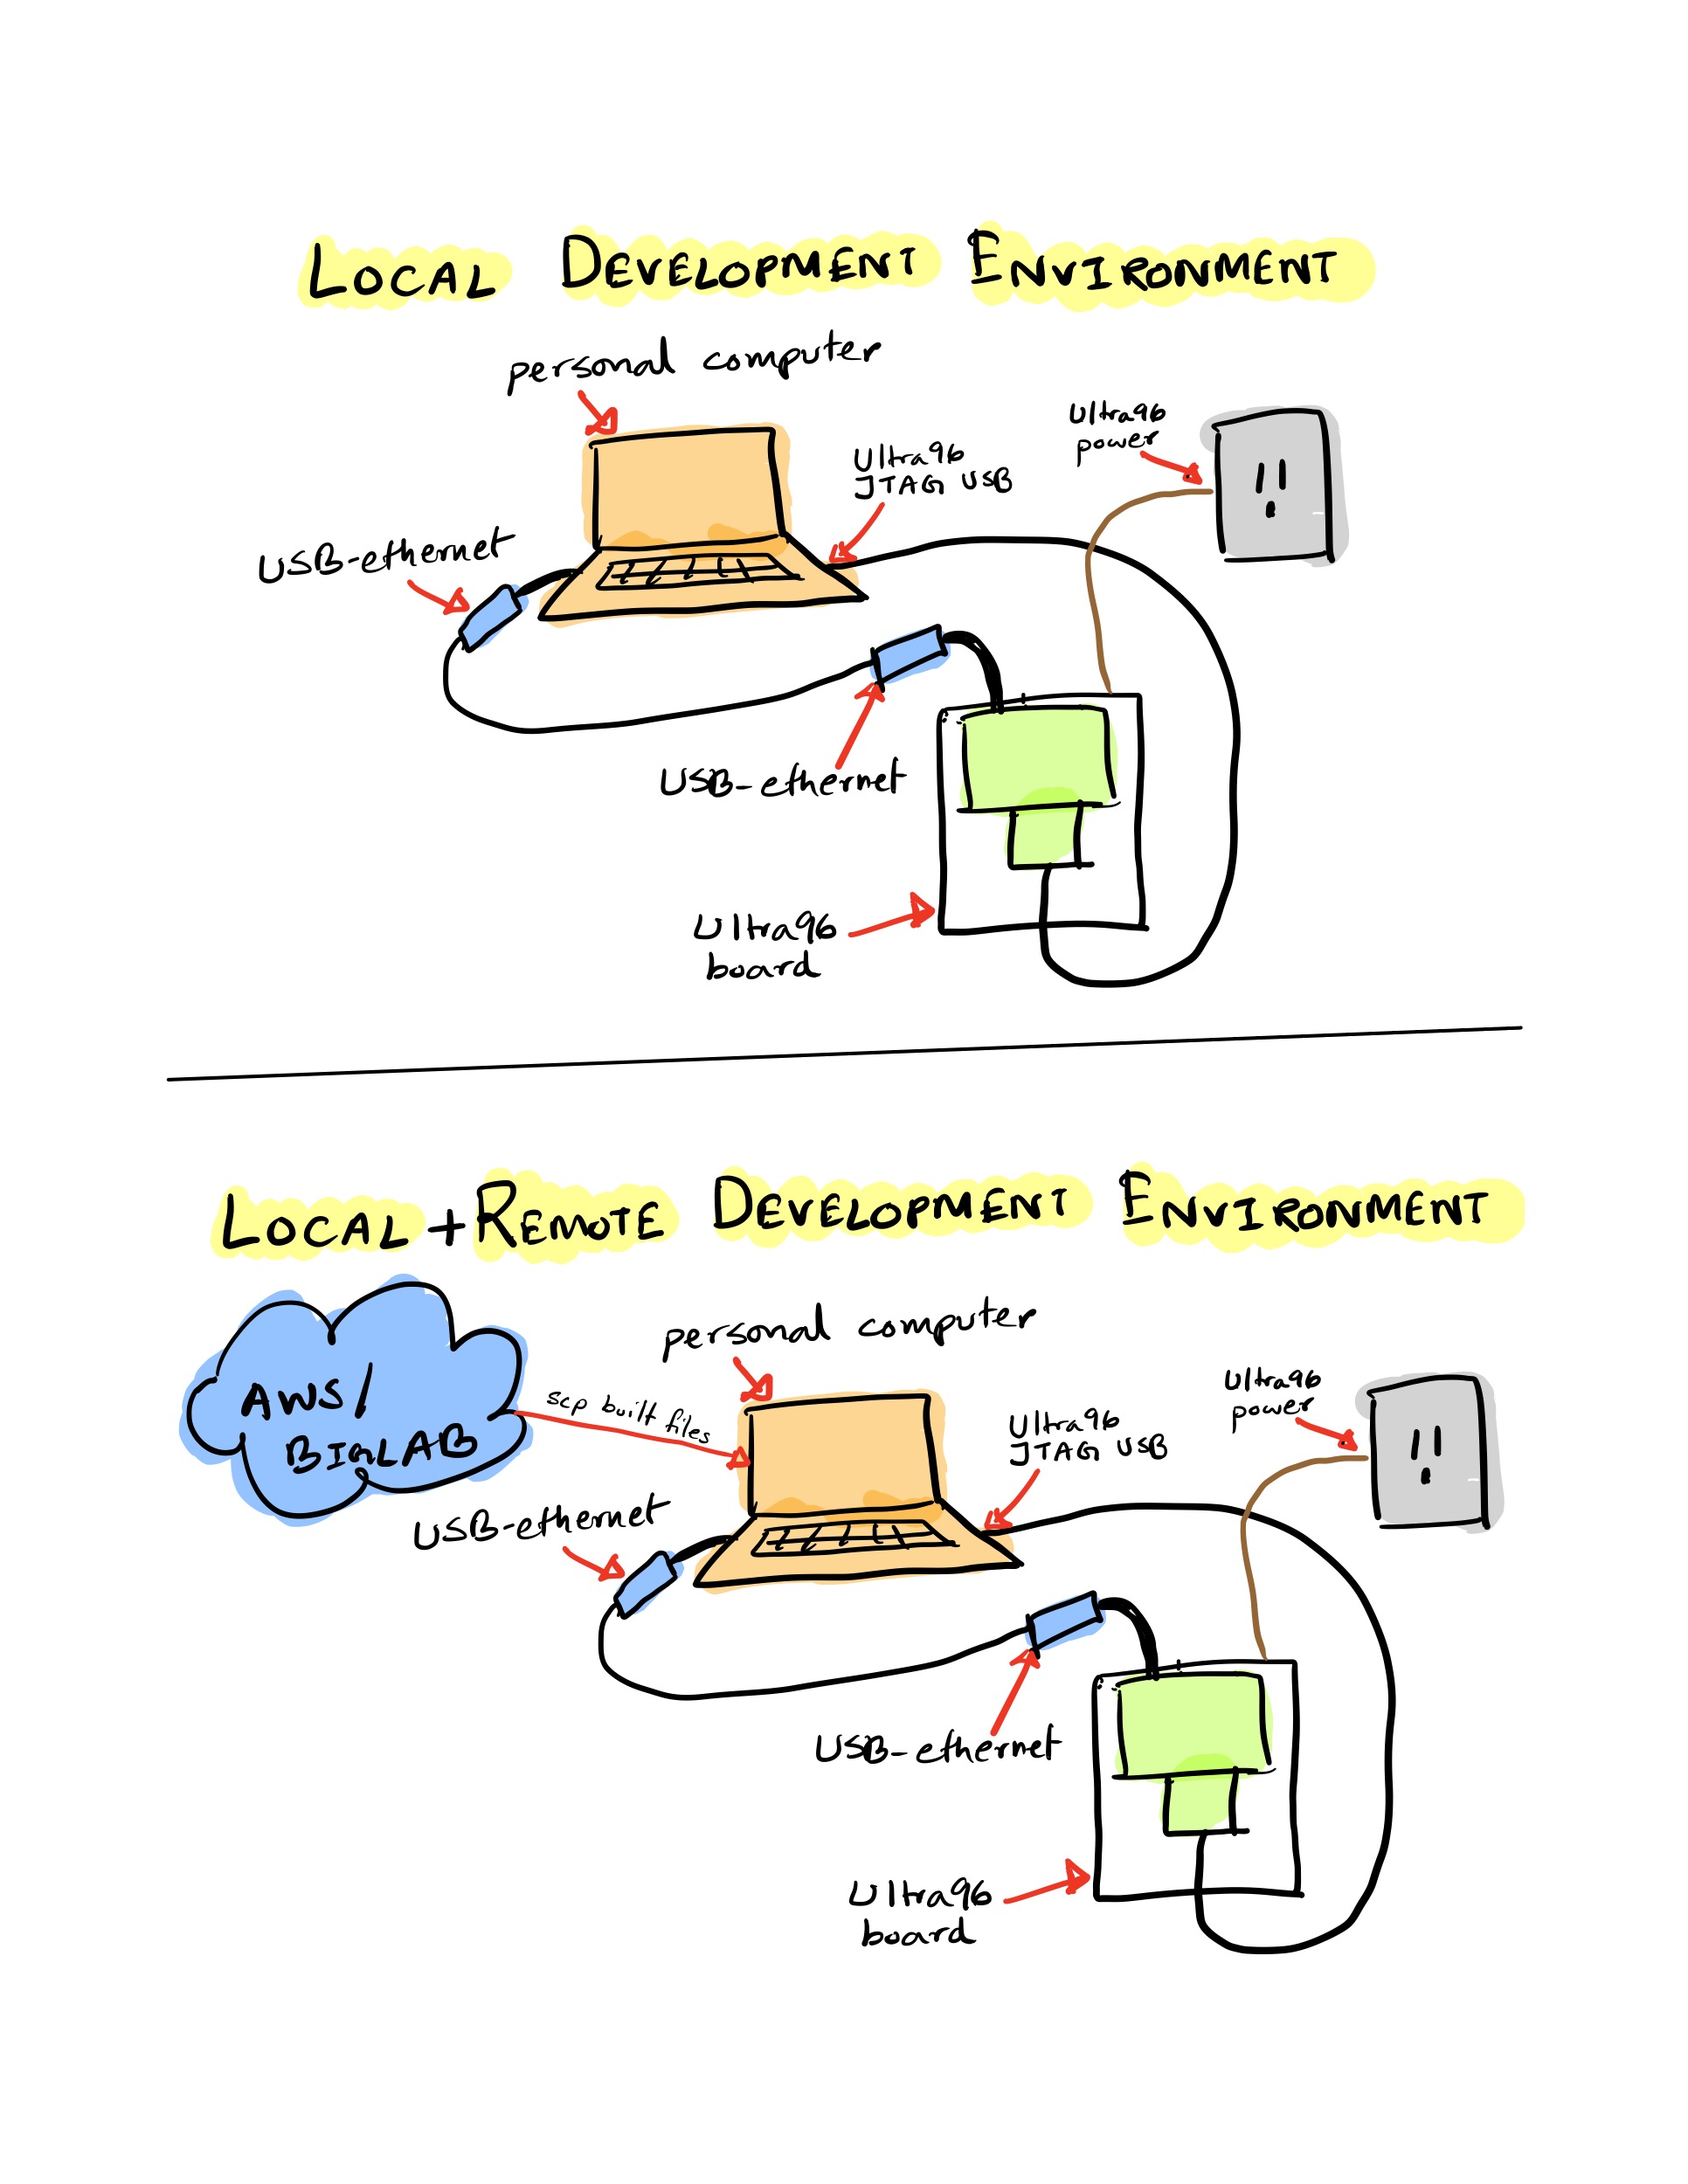 LOCAL DEVELOPMENT ENVIRONMENT
personal computer
Ultra96
power
Ultra96
JTAG USB
USB-ethernet
USB-ethernet
Ultra96
board
LOCAL+REMOTE DEVELOPMENT ENVIRONMENT
personal computer
AWS/
BIGLAB
scp built files
Ultra96
power
Ultra96
JTAG USB
USB-ethernet
USB-ethernet
Ultra96
board